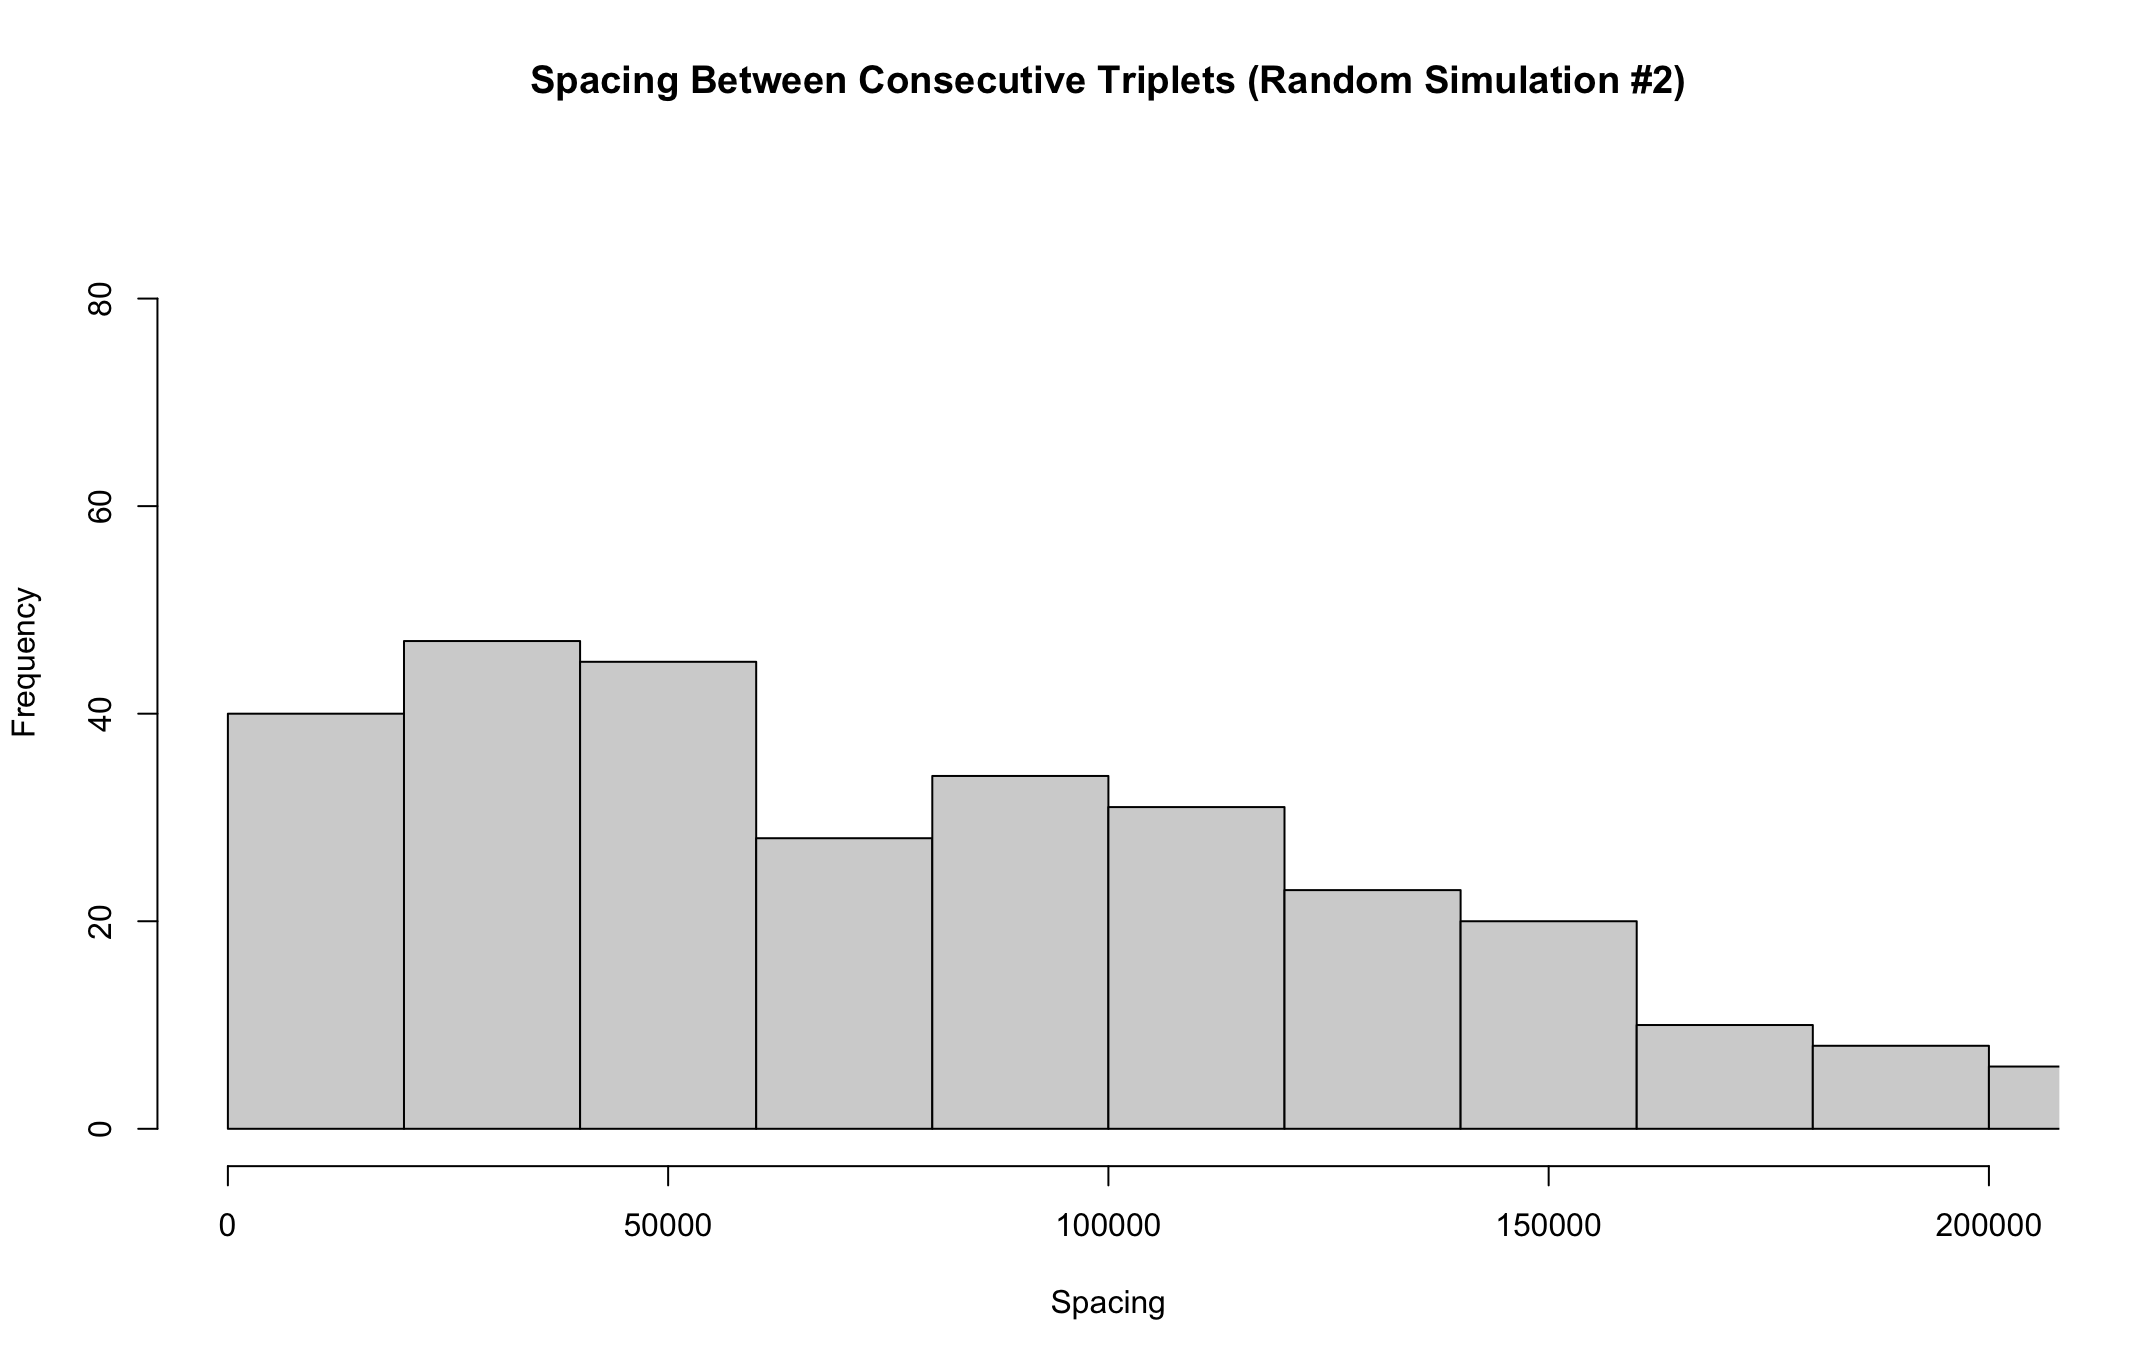 Spacing Between Consecutive Triplets (Random Simulation #2)
80
60
40
20
0
Frequency
0 50000 100000 150000 200000
Spacing